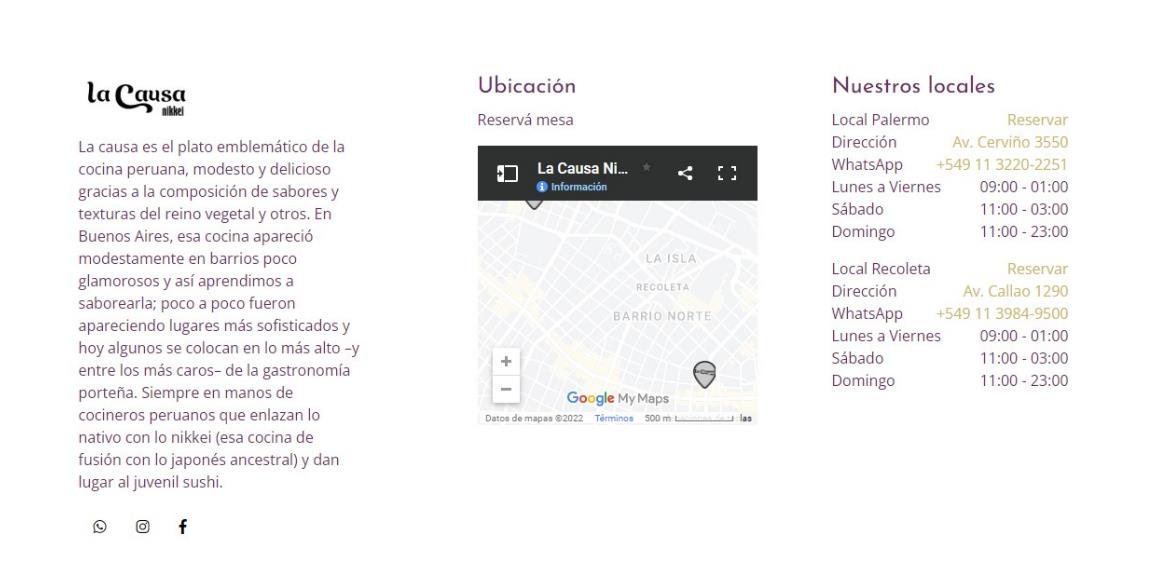 la Causa
nikkei
La causa es el plato emblemático de la
cocina peruana, modesto y delicioso
gracias a la composición de sabores y
texturas del reino vegetal y otros. En
Buenos Aires, esa cocina apareció
modestamente en barrios poco
glamorosos y así aprendimos a
saborearla; poco a poco fueron
apareciendo lugares más sofisticados y
hoy algunos se colocan en lo más alto –y
entre los más caros– de la gastronomía
porteña. Siempre en manos de
cocineros peruanos que enlazan lo
nativo con lo nikkei (esa cocina de
fusión con lo japonés ancestral) y dan
lugar al juvenil sushi.
Ubicación
Reservá mesa
La Causa Ni...
Información
LA ISLA
RECOLETA
BARRIO NORTE
+
−
Google My Maps
Datos de mapas ©2022 Términos 500 m las
Nuestros locales
Local Palermo Reservar
Dirección Av. Cerviño 3550
WhatsApp +549 11 3220-2251
Lunes a Viernes 09:00 - 01:00
Sábado 11:00 - 03:00
Domingo 11:00 - 23:00
Local Recoleta Reservar
Dirección Av. Callao 1290
WhatsApp +549 11 3984-9500
Lunes a Viernes 09:00 - 01:00
Sábado 11:00 - 03:00
Domingo 11:00 - 23:00